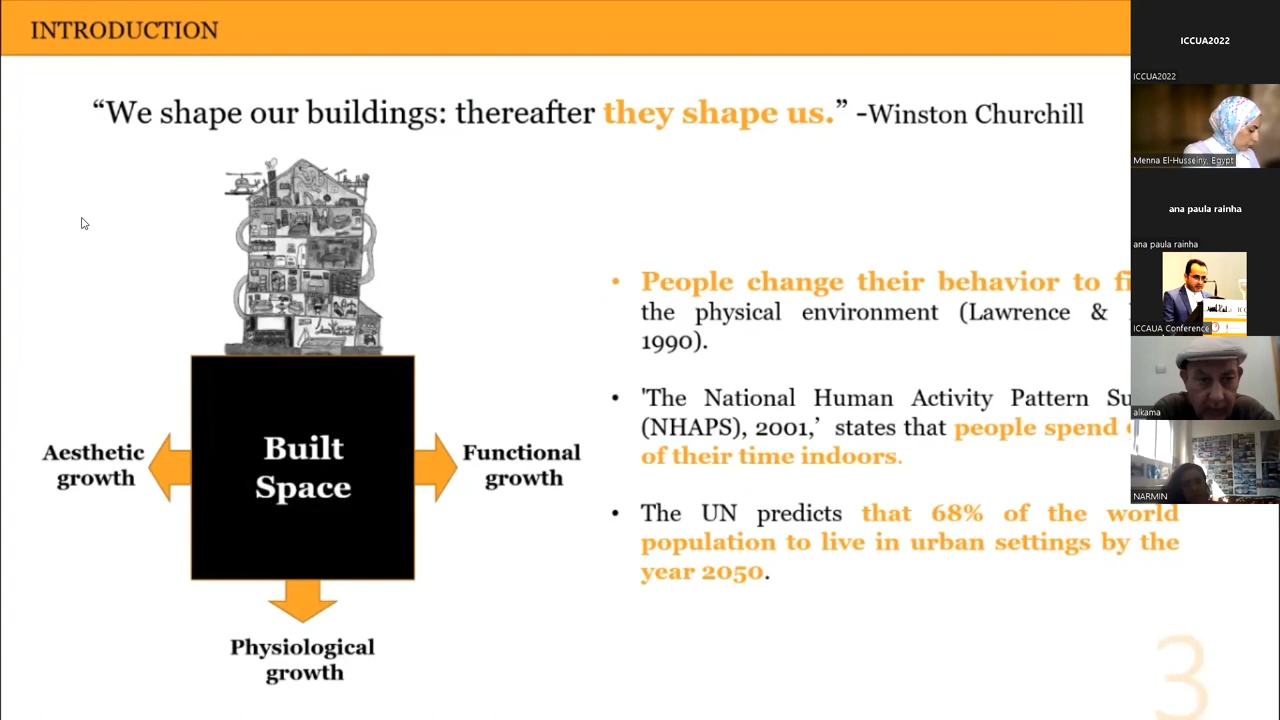 INTRODUCTION
“We shape our buildings: thereafter they shape us.” -Winston Churchill
People change their behavior to
the physical environment (Lawrence &
1990).
'The National Human Activity Pattern
(NHAPS), 2001,’ states that people spend
of their time indoors.
The UN predicts that 68% of the world
population to live in urban settings by the
year 2050.
Aesthetic
growth
Built
Space
Functional
growth
Physiological
growth
3
ICCUA2022
ICCUA2022
Menna El-Husseiny, Egypt
ana paula rainha
ana paula rainha
ICCAUA Conference
alkama
NARMIN